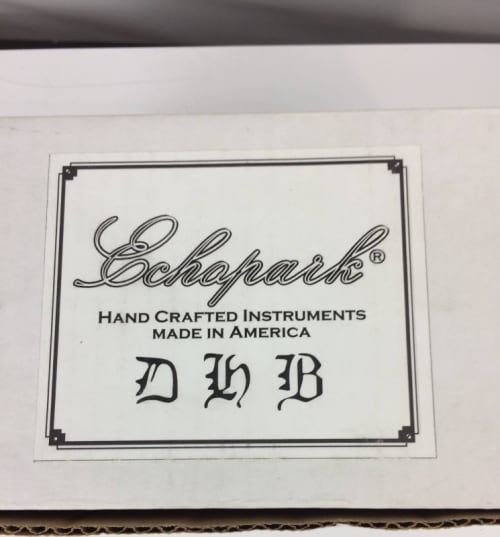 Echopark®
HAND CRAFTED INSTRUMENTS
MADE IN AMERICA
D H B